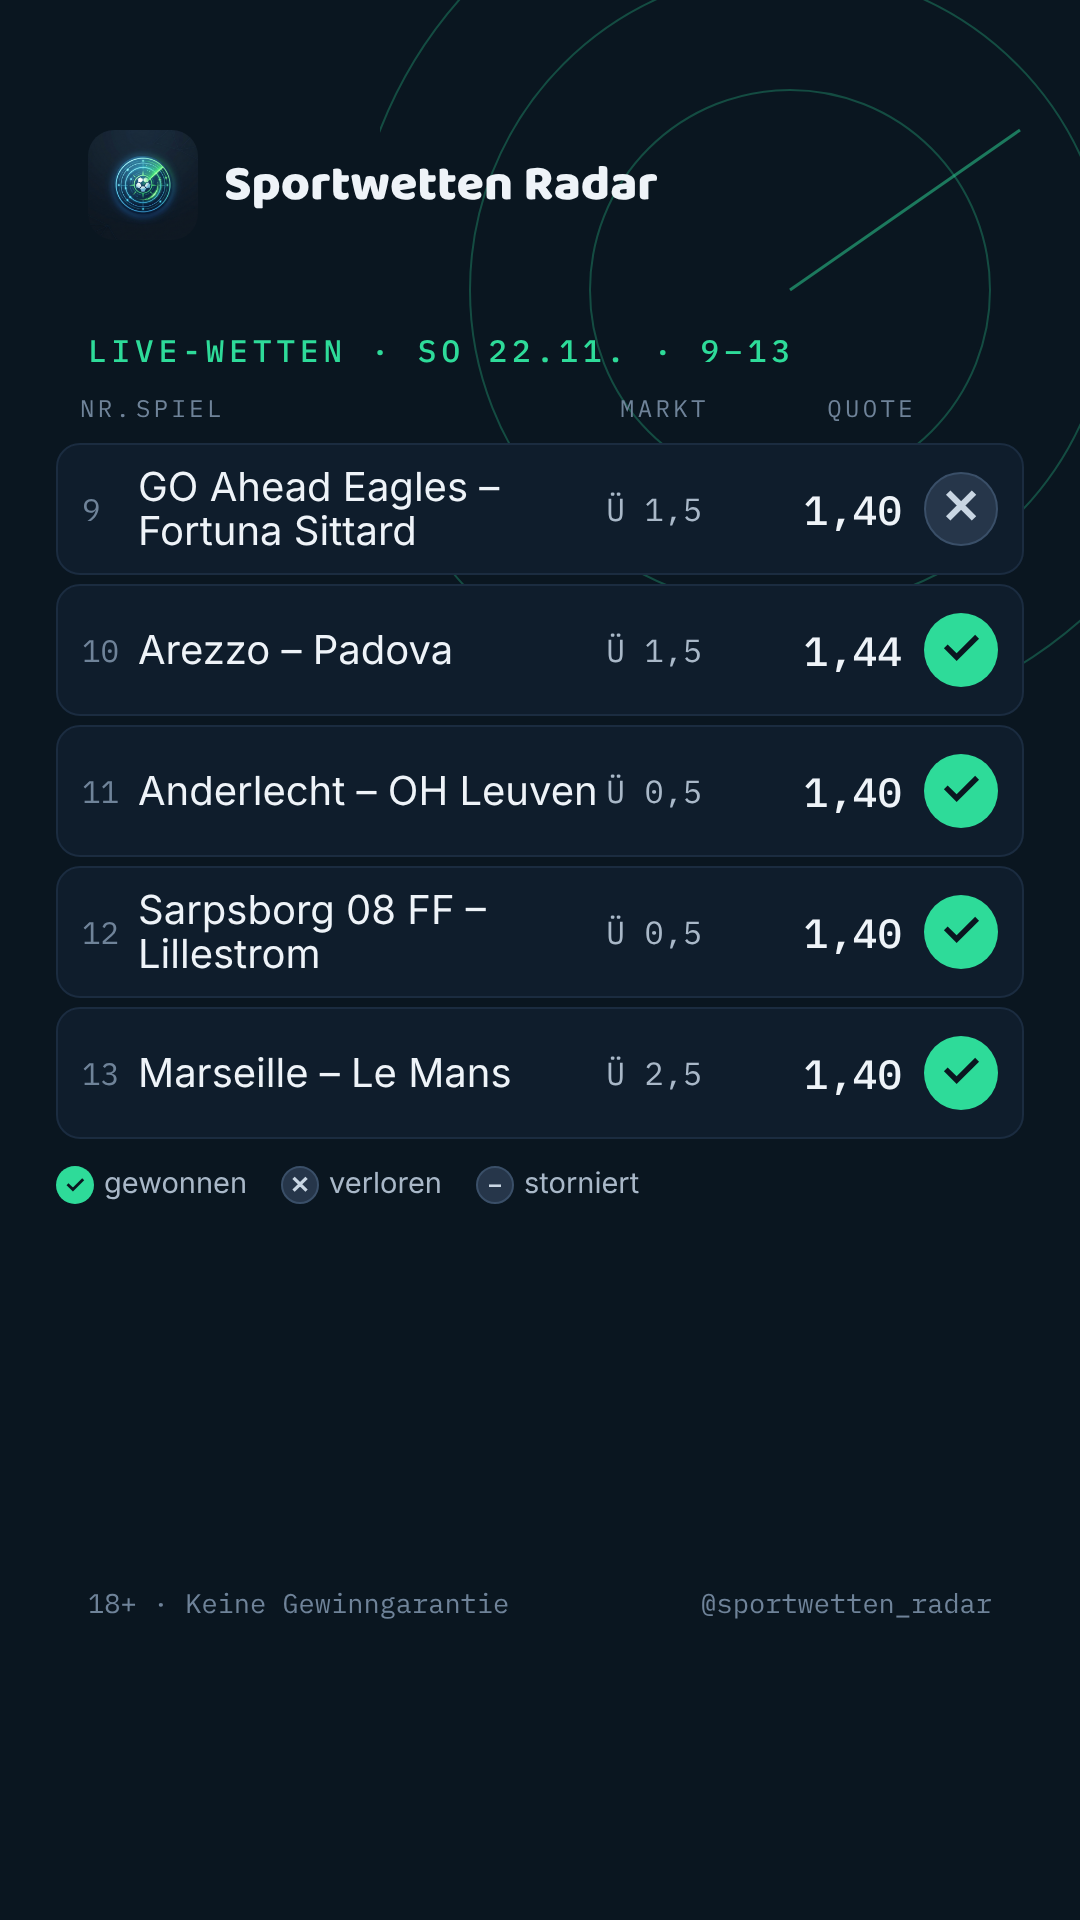 Sportwetten Radar
LIVE-WETTEN · SO 22.11. · 9–13
NR. SPIEL MARKT QUOTE
9 GO Ahead Eagles – Ü 1,5 1,40
Fortuna Sittard
10 Arezzo – Padova Ü 1,5 1,44
11 Anderlecht – OH Leuven Ü 0,5 1,40
12 Sarpsborg 08 FF – Ü 0,5 1,40
Lillestrom
13 Marseille – Le Mans Ü 2,5 1,40
gewonnen verloren storniert
18+ · Keine Gewinngarantie @sportwetten_radar